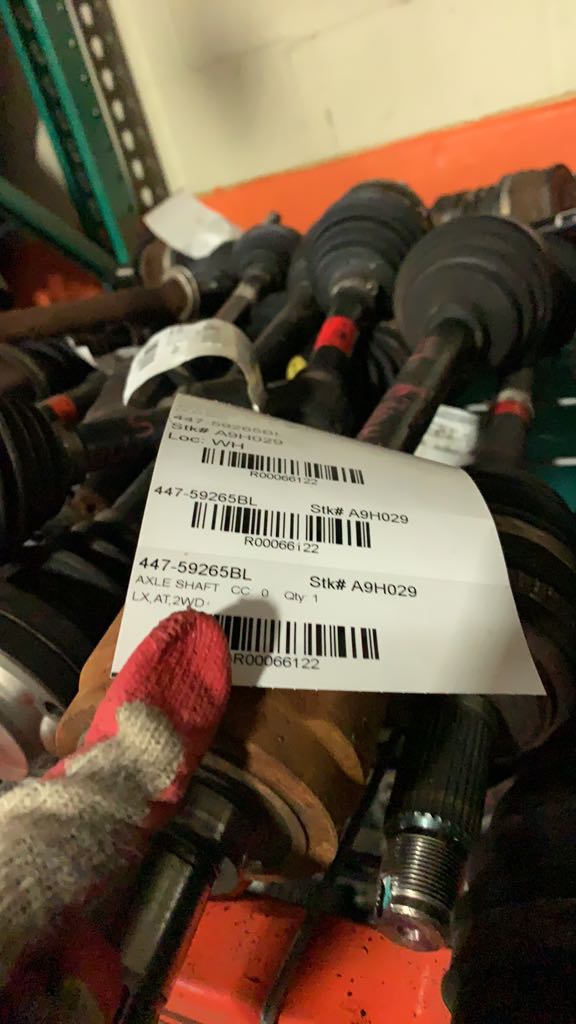 447-59265BL
Stk# A9H029
Loc: WH
R00066122
447-59265BL Stk# A9H029
R00066122
447-59265BL Stk# A9H029
AXLE SHAFT CC 0 Qty 1
LX,AT,2WD
R00066122